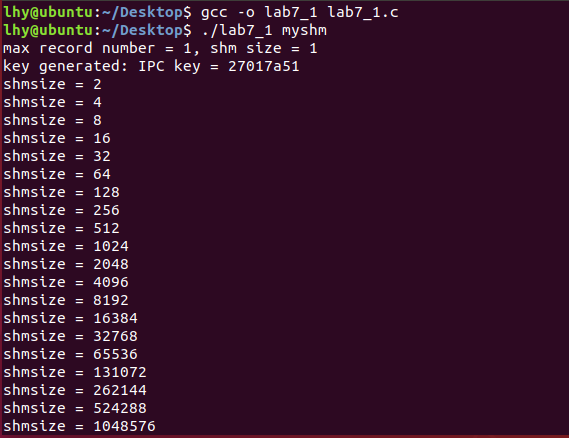 lhy@ubuntu:~/Desktop$ gcc -o lab7_1 lab7_1.c
lhy@ubuntu:~/Desktop$ ./lab7_1 myshm
max record number = 1, shm size = 1
key generated: IPC key = 27017a51
shmsize = 2
shmsize = 4
shmsize = 8
shmsize = 16
shmsize = 32
shmsize = 64
shmsize = 128
shmsize = 256
shmsize = 512
shmsize = 1024
shmsize = 2048
shmsize = 4096
shmsize = 8192
shmsize = 16384
shmsize = 32768
shmsize = 65536
shmsize = 131072
shmsize = 262144
shmsize = 524288
shmsize = 1048576